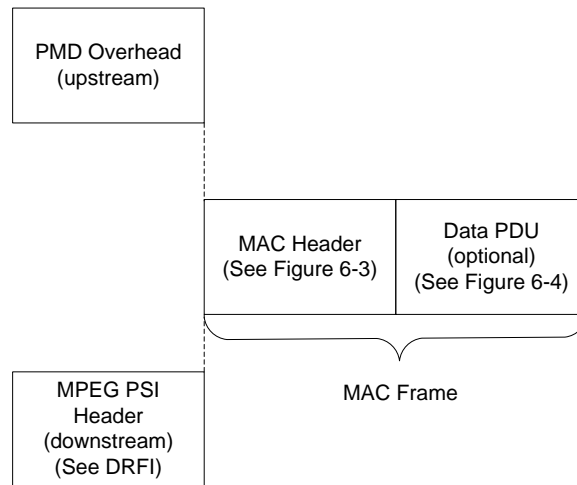 PMD Overhead
(upstream)
MAC Header
(See Figure 6-3)
Data PDU
(optional)
(See Figure 6-4)
MAC Frame
MPEG PSI
Header
(downstream)
(See DRFI)